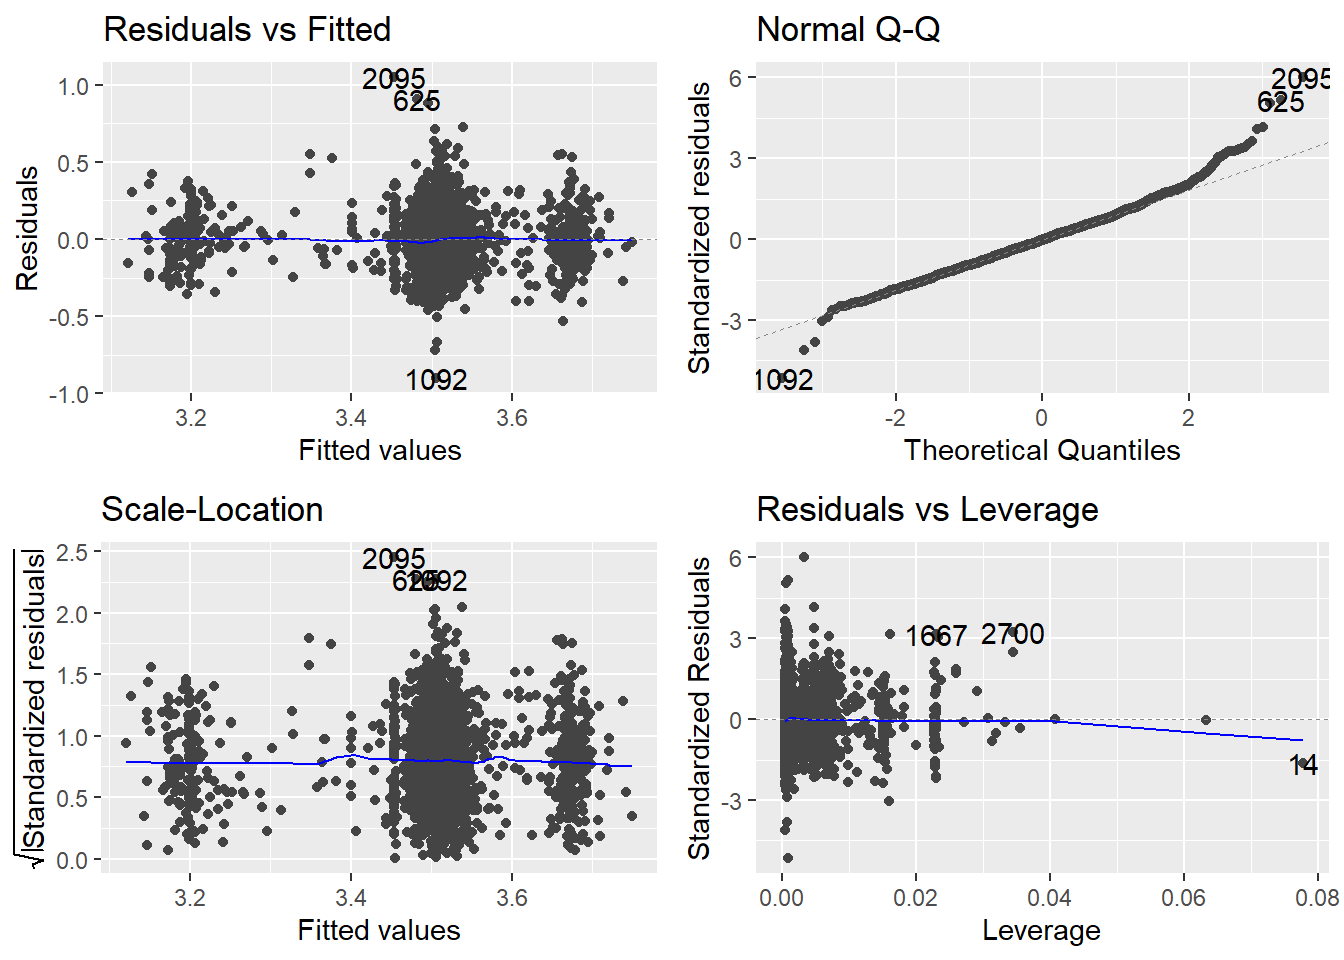 Residuals vs Fitted
Residuals
1.0
0.5
0.0
-0.5
-1.0
2095
625
1092
3.2 3.4 3.6
Fitted values
Normal Q-Q
Standardized residuals
6
3
0
-3
2095
625
1092
-2 0 2
Theoretical Quantiles
Scale-Location
√|Standardized residuals|
2.5
2.0
1.5
1.0
0.5
0.0
2095
625
1092
3.2 3.4 3.6
Fitted values
Residuals vs Leverage
Standardized Residuals
6
3
0
-3
1667
2700
14
0.00 0.02 0.04 0.06 0.08
Leverage